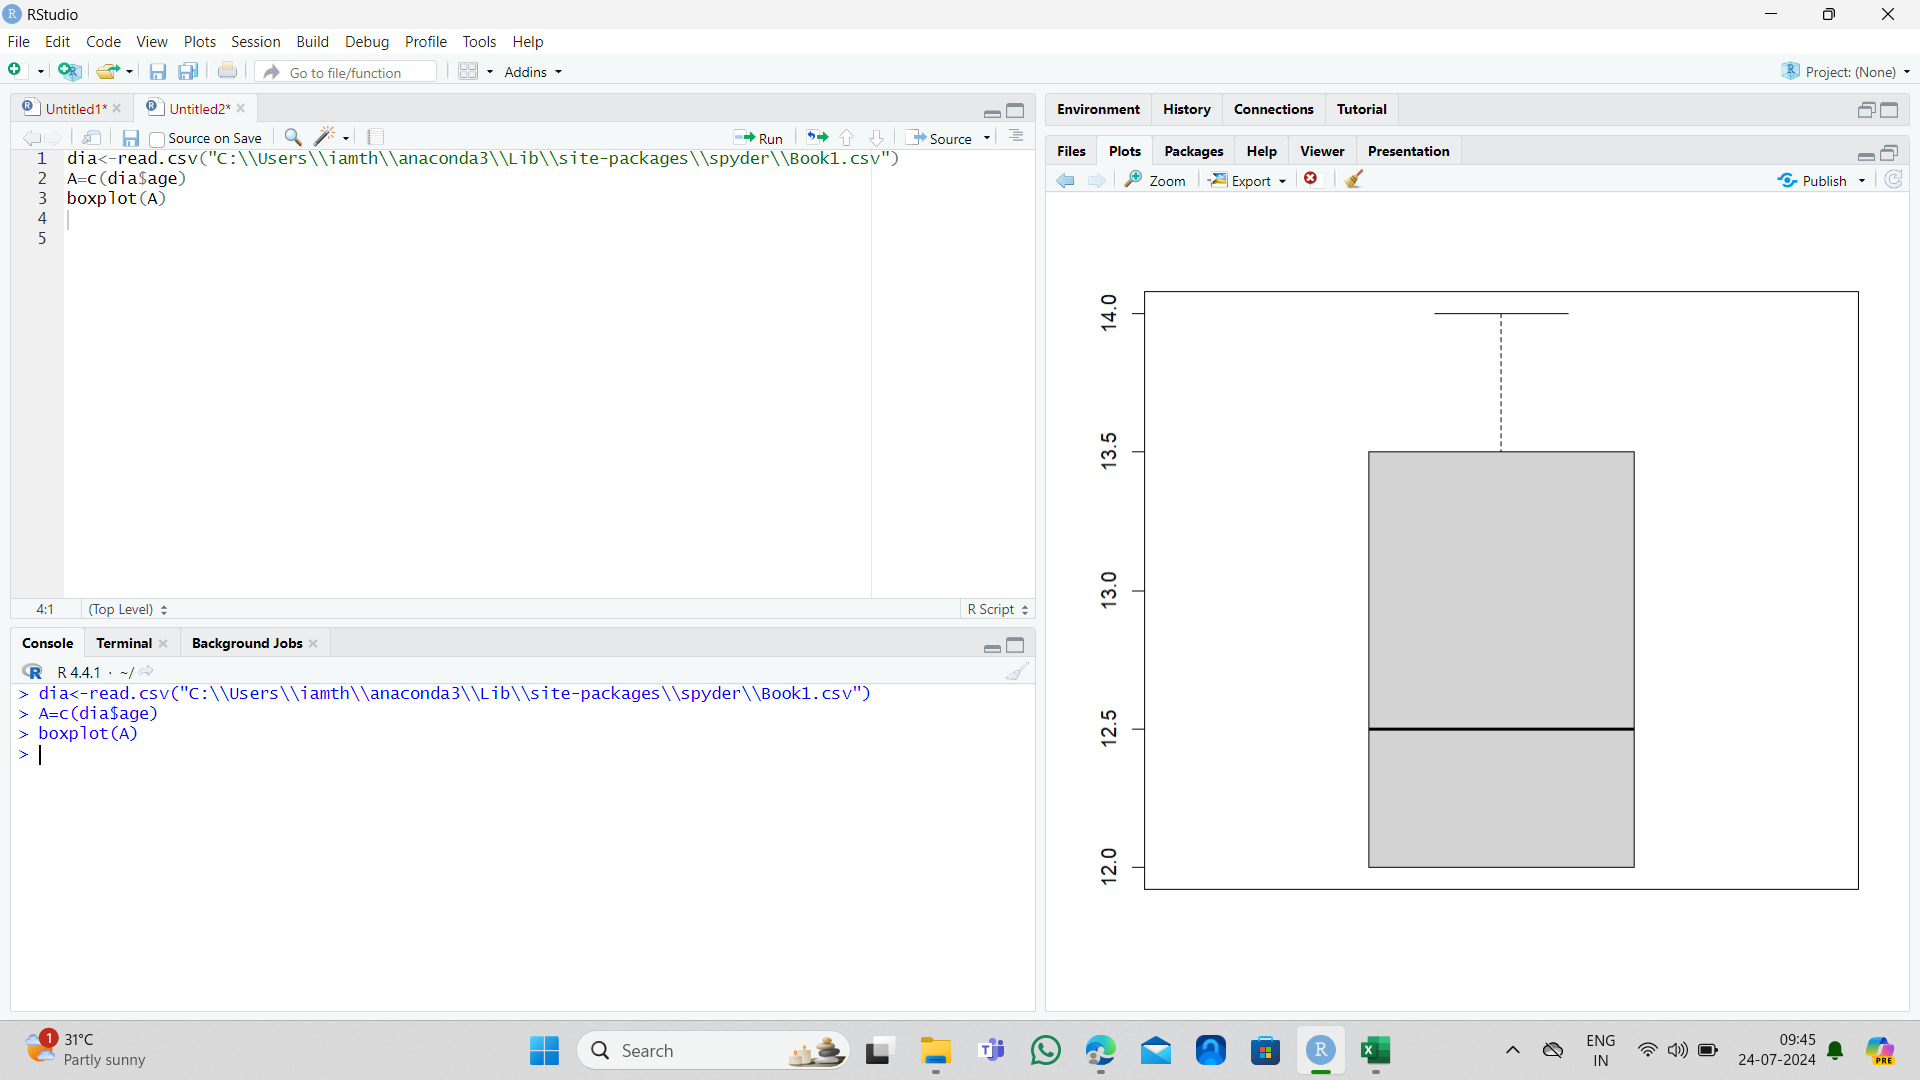 RStudio
File Edit Code View Plots Session Build Debug Profile Tools Help
Go to file/function Addins Project: (None)
Untitled1* Untitled2*
Source on Save Run Source
1 dia<-read.csv("C:\\Users\\iamth\\anaconda3\\Lib\\site-packages\\spyder\\Book1.csv")
2 A=c(dia$age)
3 boxplot(A)
4
5
4:1 (Top Level) R Script
Console Terminal Background Jobs
R 4.4.1 · ~/
> dia<-read.csv("C:\\Users\\iamth\\anaconda3\\Lib\\site-packages\\spyder\\Book1.csv")
> A=c(dia$age)
> boxplot(A)
>
Environment History Connections Tutorial
Files Plots Packages Help Viewer Presentation
Zoom Export Publish
14.0
13.5
13.0
12.5
12.0
1 31°C
Partly sunny
Search
ENG
IN
09:45
24-07-2024
PRE